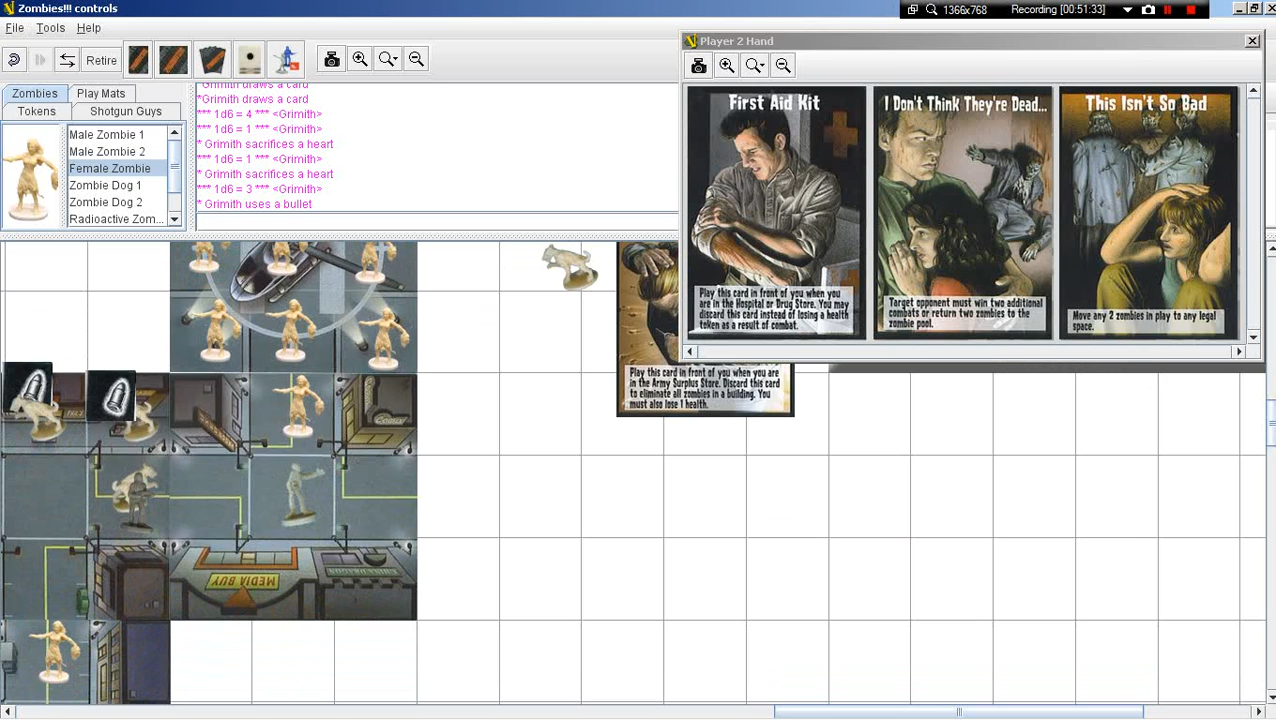 Zombies!!! controls
1366x768
Recording [00:51:33]
File Tools Help
Player 2 Hand
Retire
Zombies
Play Mats
Tokens
Shotgun Guys
Male Zombie 1
Male Zombie 2
Female Zombie
Zombie Dog 1
Zombie Dog 2
Radioactive Zom...
*Grimith draws a card
*Grimith draws a card
*** 1d6 = 4 *** <Grimith>
*** 1d6 = 1 *** <Grimith>
* Grimith sacrifices a heart
*** 1d6 = 1 *** <Grimith>
* Grimith sacrifices a heart
*** 1d6 = 3 *** <Grimith>
* Grimith uses a bullet
First Aid Kit
Play this card in front of you when you
are in the Hospital or Drug Store. You may
discard this card instead of losing a health
token as a result of combat.
I Don't Think They're Dead...
Target opponent must win two additional
combats or return two zombies to the
zombie pool.
This Isn't So Bad
Move any 2 zombies in play to any legal
space.
Play this card in front of you when you are
in the Army Surplus Store. Discard this card
to eliminate all zombies in a building. You
must also lose 1 health.
MEDIA BUY